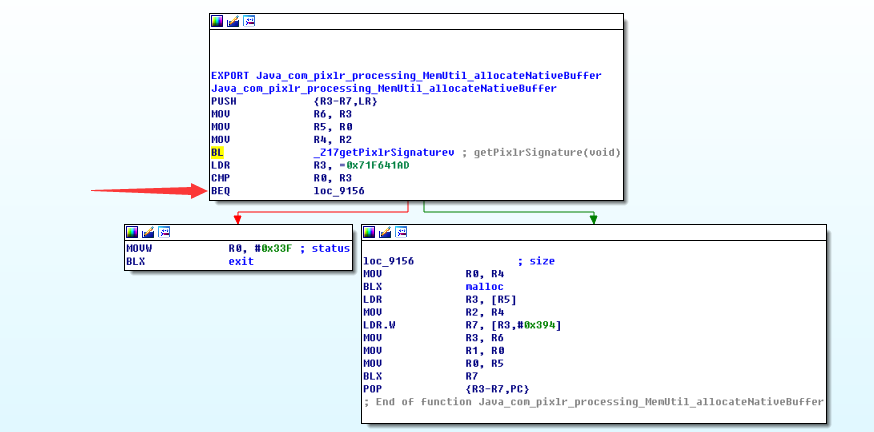 EXPORT Java_com_pixlr_processing_MemUtil_allocateNativeBuffer
Java_com_pixlr_processing_MemUtil_allocateNativeBuffer
PUSH {R3-R7,LR}
MOV R6, R3
MOV R5, R0
MOV R4, R2
BL _Z17getPixlrSignaturev ; getPixlrSignature(void)
LDR R3, =0x71F641AD
CMP R0, R3
BEQ loc_9156
MOVW R0, #0x33F ; status
BLX exit
loc_9156 ; size
MOV R0, R4
BLX malloc
LDR R3, [R5]
MOV R2, R4
LDR.W R7, [R3,#0x394]
MOV R3, R6
MOV R1, R0
MOV R0, R5
BLX R7
POP {R3-R7,PC}
; End of function Java_com_pixlr_processing_MemUtil_allocateNativeBuffer